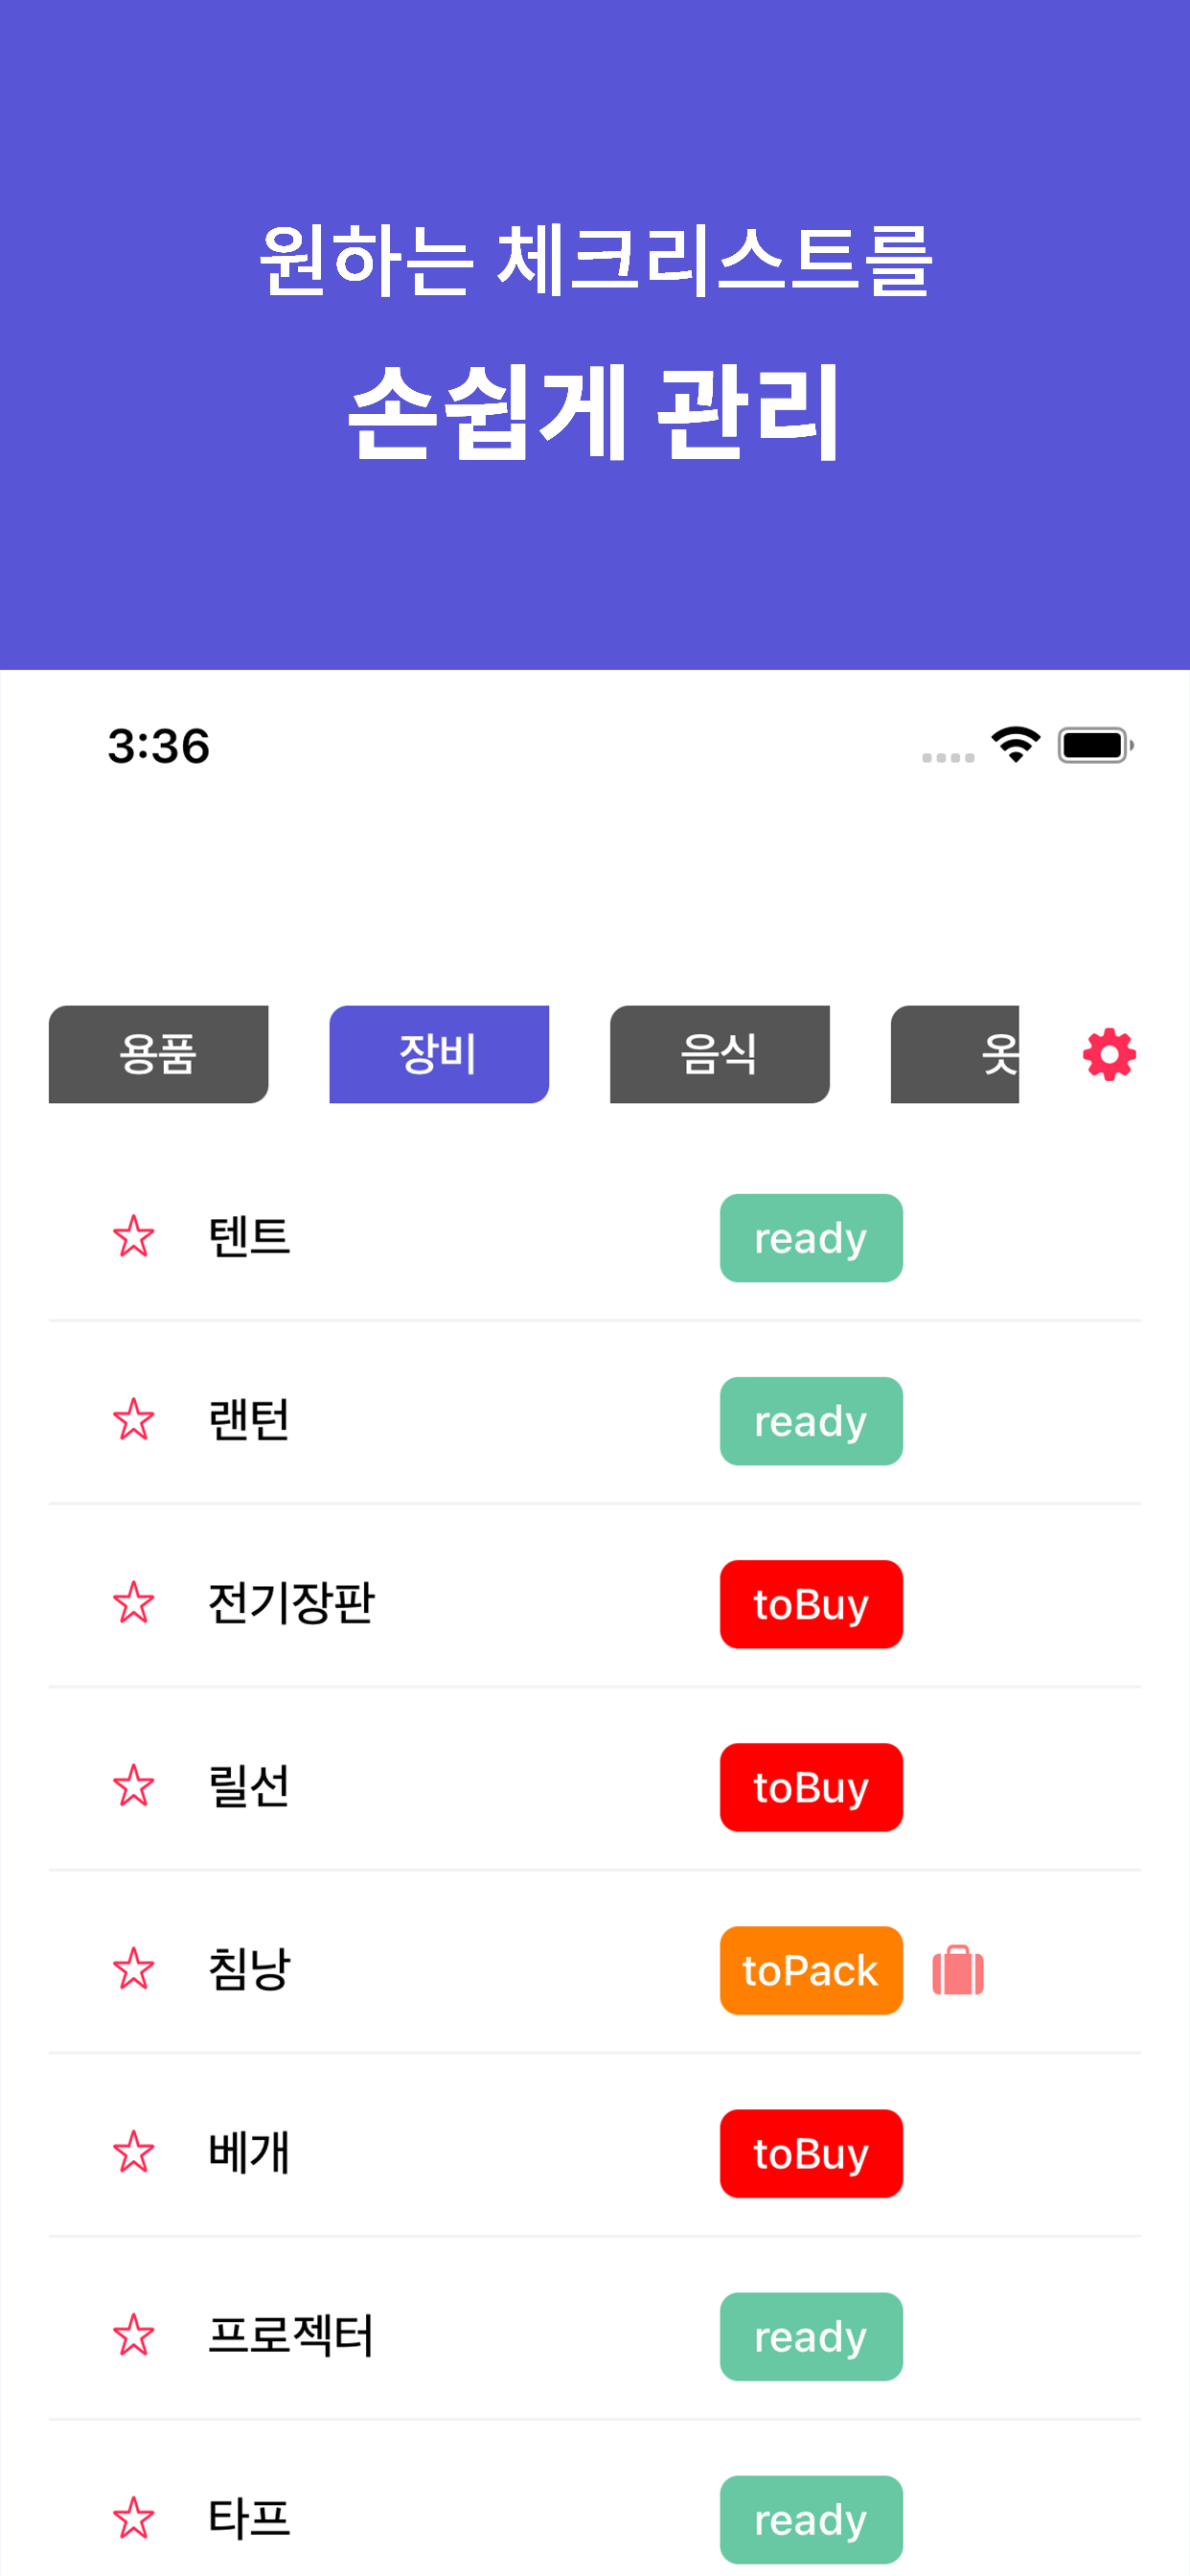 원하는 체크리스트를
손쉽게 관리
3:36
용품 장비 음식 옷
텐트 ready
랜턴 ready
전기장판 toBuy
릴선 toBuy
침낭 toPack
베개 toBuy
프로젝터 ready
타프 ready